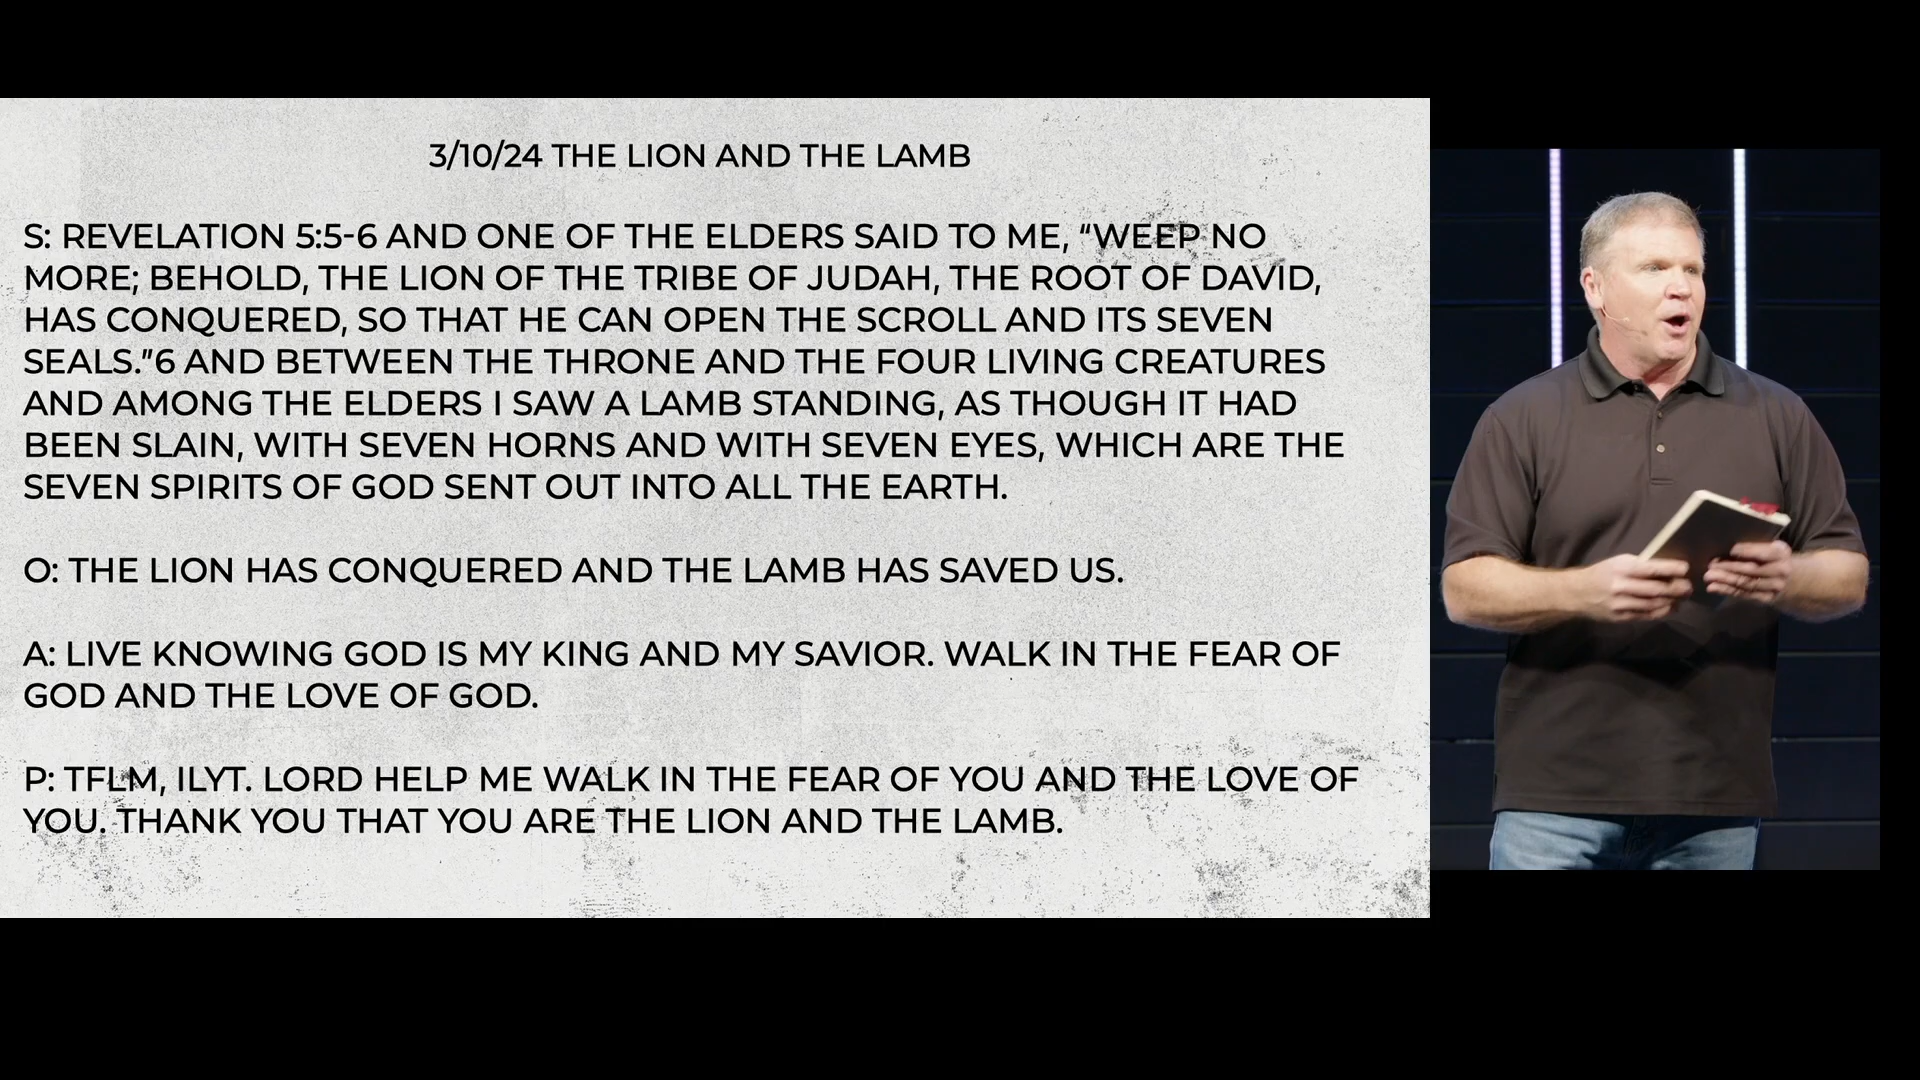 3/10/24 THE LION AND THE LAMB
S: REVELATION 5:5-6 AND ONE OF THE ELDERS SAID TO ME, “WEEP NO
MORE; BEHOLD, THE LION OF THE TRIBE OF JUDAH, THE ROOT OF DAVID,
HAS CONQUERED, SO THAT HE CAN OPEN THE SCROLL AND ITS SEVEN
SEALS."6 AND BETWEEN THE THRONE AND THE FOUR LIVING CREATURES
AND AMONG THE ELDERS I SAW A LAMB STANDING, AS THOUGH IT HAD
BEEN SLAIN, WITH SEVEN HORNS AND WITH SEVEN EYES, WHICH ARE THE
SEVEN SPIRITS OF GOD SENT OUT INTO ALL THE EARTH.
O: THE LION HAS CONQUERED AND THE LAMB HAS SAVED US.
A: LIVE KNOWING GOD IS MY KING AND MY SAVIOR. WALK IN THE FEAR OF
GOD AND THE LOVE OF GOD.
P: TFLM, ILYT. LORD HELP ME WALK IN THE FEAR OF YOU AND THE LOVE OF
YOU. THANK YOU THAT YOU ARE THE LION AND THE LAMB.